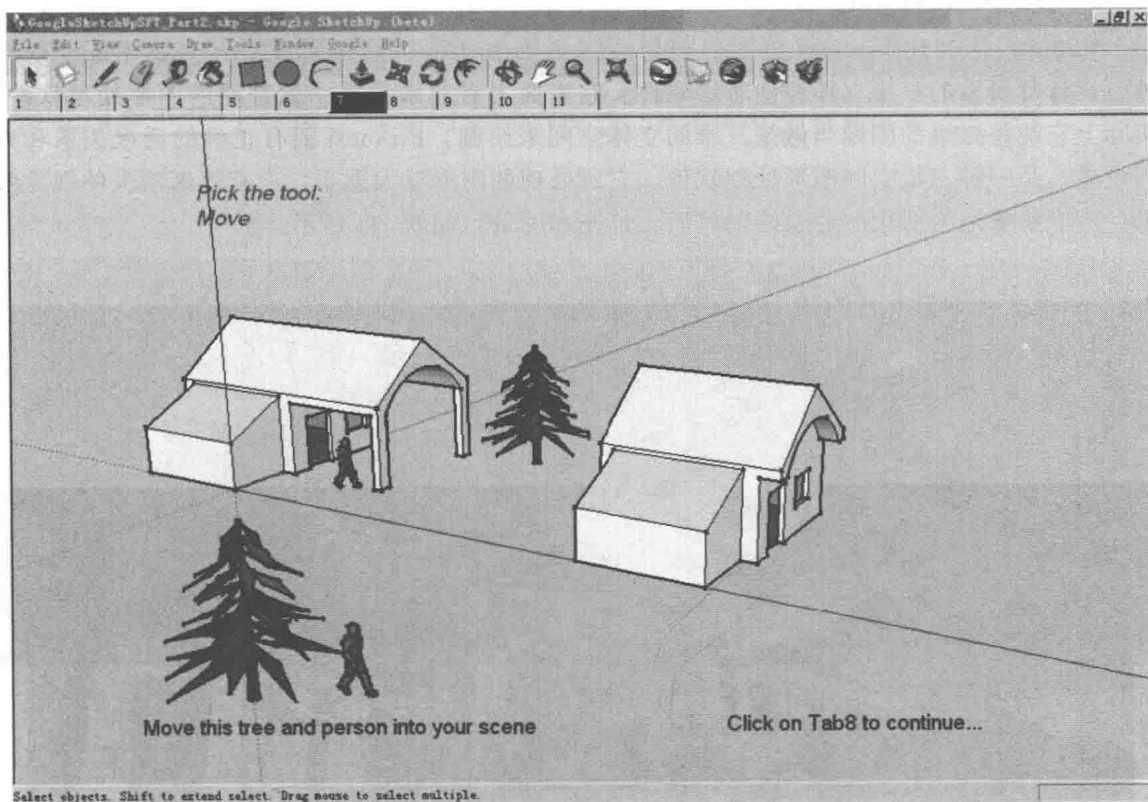 GoogleSketchUpSFT_Part2.skp - Google SketchUp (beta)
File Edit View Camera Draw Tools Window Google Help
1 2 3 4 5 6 7 8 9 10 11
Pick the tool:
Move
Move this tree and person into your scene
Click on Tab8 to continue...
Select objects. Shift to extend select. Drag mouse to select multiple.